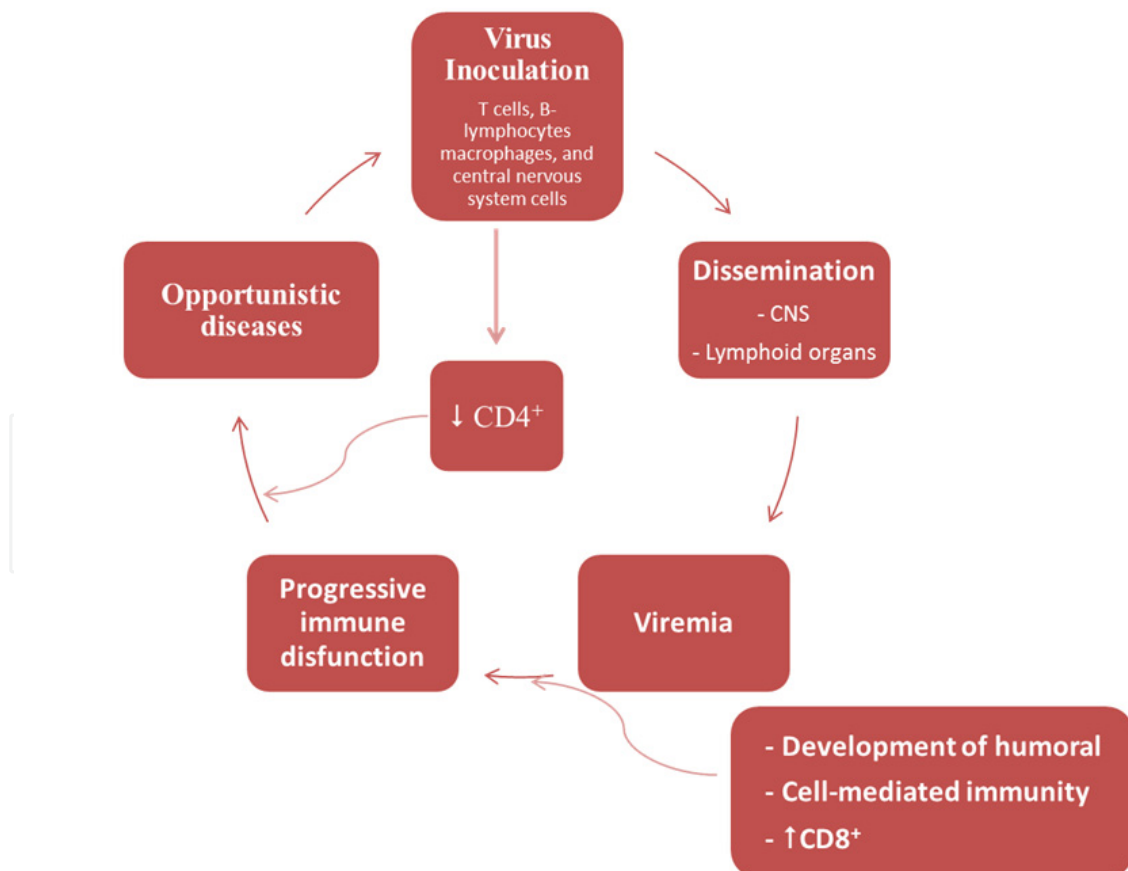 Virus
Inoculation
T cells, B-
lymphocytes
macrophages, and
central nervous
system cells
Dissemination
- CNS
- Lymphoid organs
Opportunistic
diseases
↓ CD4⁺
Progressive
immune
disfunction
Viremia
- Development of humoral
- Cell-mediated immunity
- ↑CD8⁺